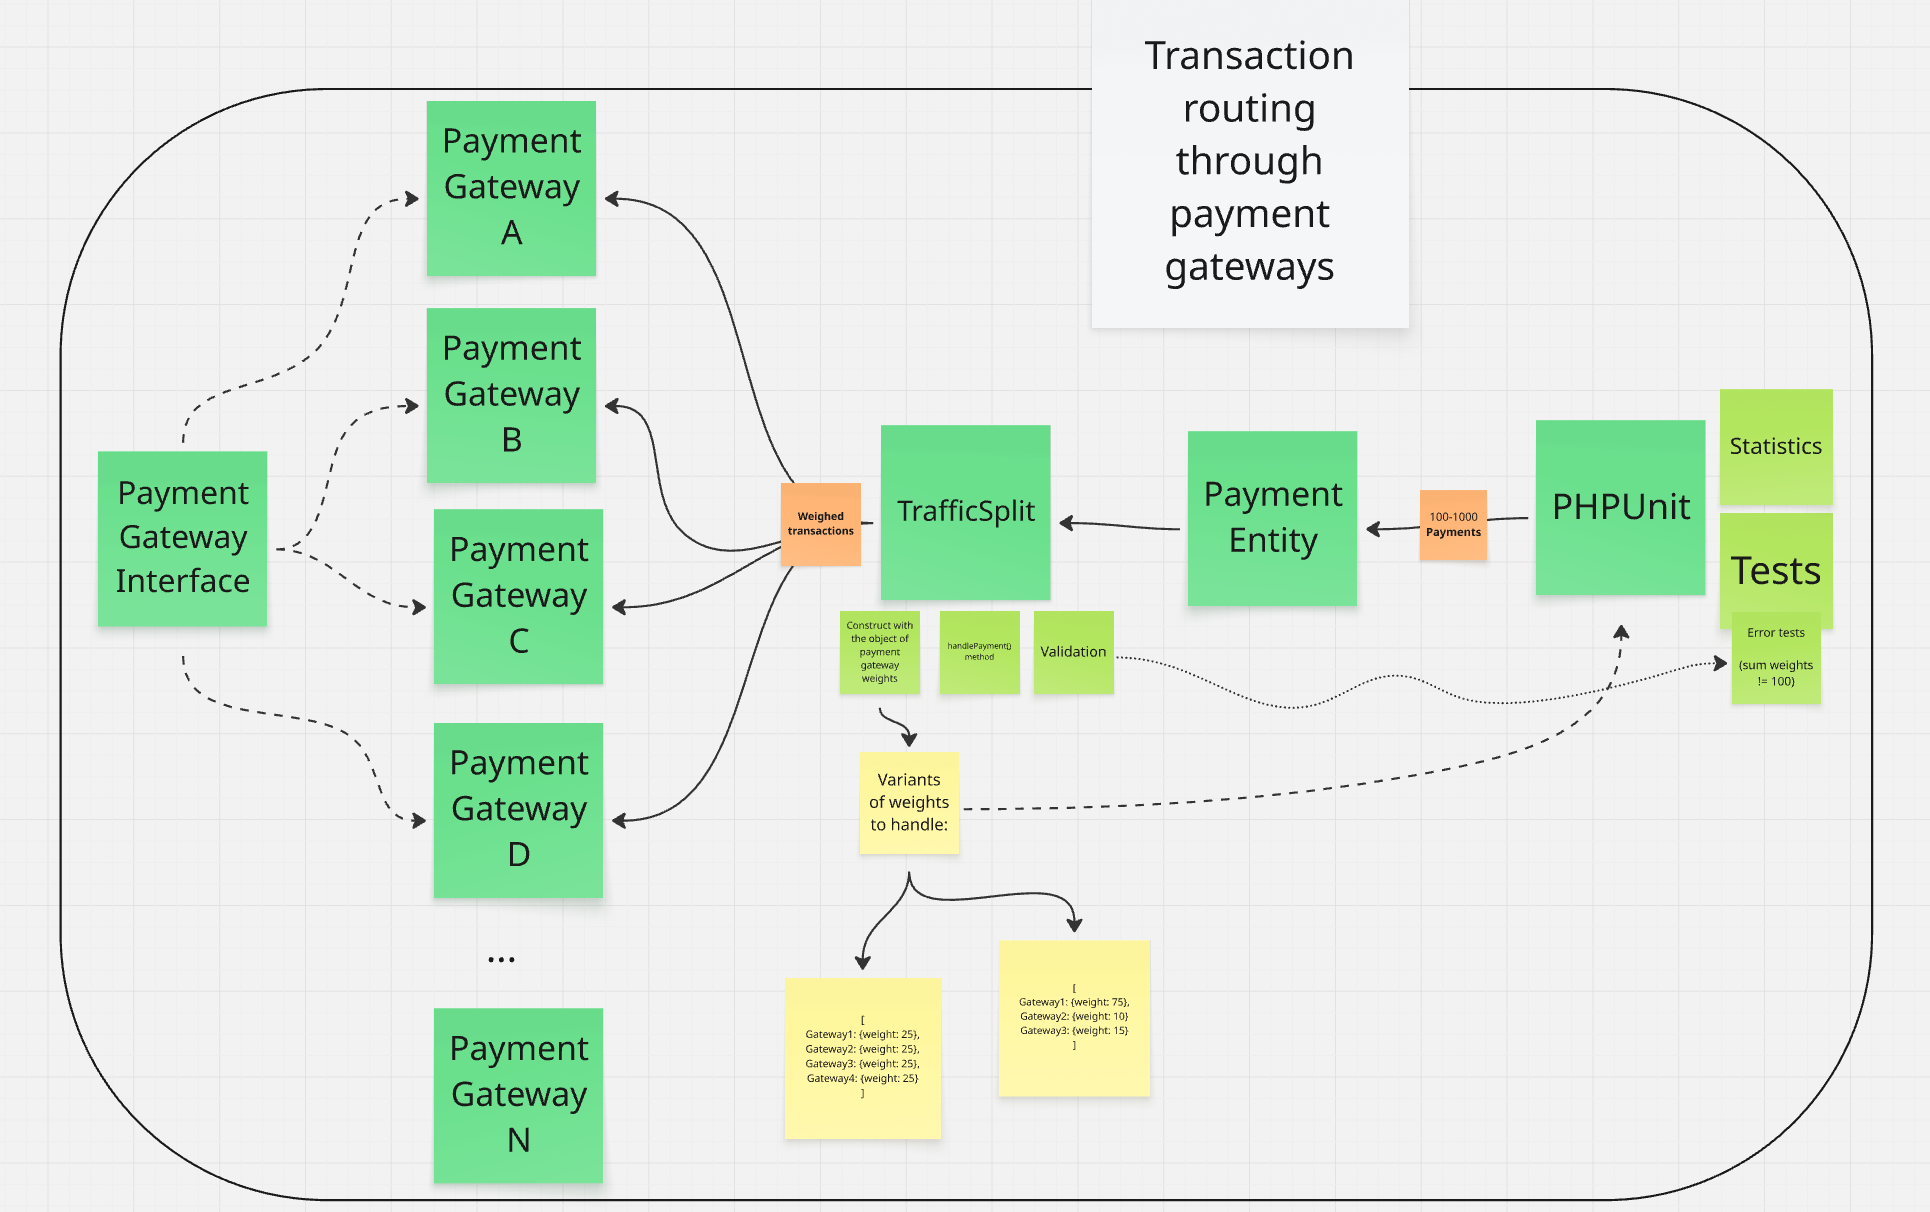 Transaction
routing
through
payment
gateways
Payment
Gateway
A
Payment
Gateway
B
Payment
Gateway
Interface
Payment
Gateway
C
Payment
Gateway
D
...
Payment
Gateway
N
Weighed
transactions
TrafficSplit
Payment
Entity
100-1000
Payments
PHPUnit
Statistics
Tests
Error tests
(sum weights
!= 100)
Construct with
the object of
payment
gateway
weights
handlePayment()
method
Validation
Variants
of weights
to handle:
[
Gateway1: {weight: 25},
Gateway2: {weight: 25},
Gateway3: {weight: 25},
Gateway4: {weight: 25}
]
[
Gateway1: {weight: 75},
Gateway2: {weight: 10}
Gateway3: {weight: 15}
]